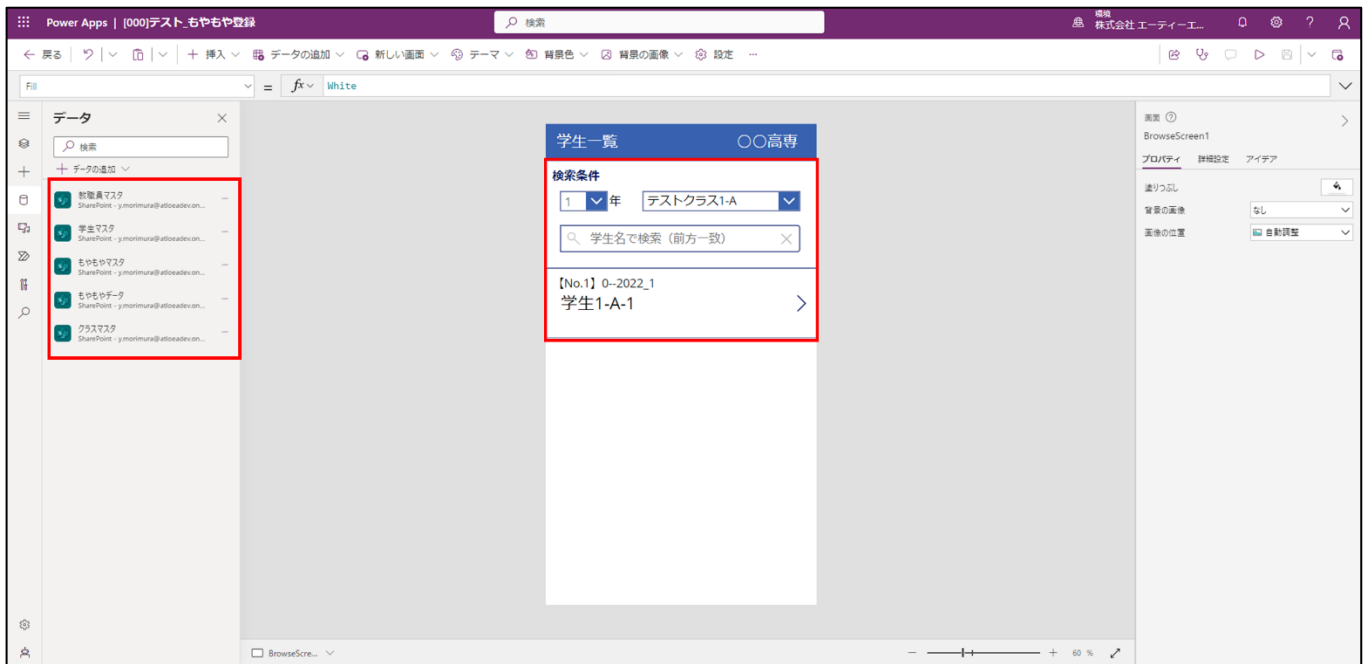 Power Apps | [000]テスト_もやもや登録
検索
環境
株式会社 エーティーエ...
?
戻る
挿入
データの追加
新しい画面
テーマ
背景色
背景の画像
設定
...
Fill
= fx White
データ
検索
データの追加
教職員マスタ
SharePoint - y.morimura@atloeadev.on...
学生マスタ
SharePoint - y.morimura@atloeadev.on...
もやもやマスタ
SharePoint - y.morimura@atloeadev.on...
もやもやデータ
SharePoint - y.morimura@atloeadev.on...
クラスマスタ
SharePoint - y.morimura@atloeadev.on...
学生一覧 〇〇高専
検索条件
1 年 テストクラス1-A
学生名で検索（前方一致）
【No.1】0--2022_1
学生1-A-1
画面
BrowseScreen1
プロパティ 詳細設定 アイデア
塗りつぶし
背景の画像 なし
画像の位置 自動調整
BrowseScre...
60 %